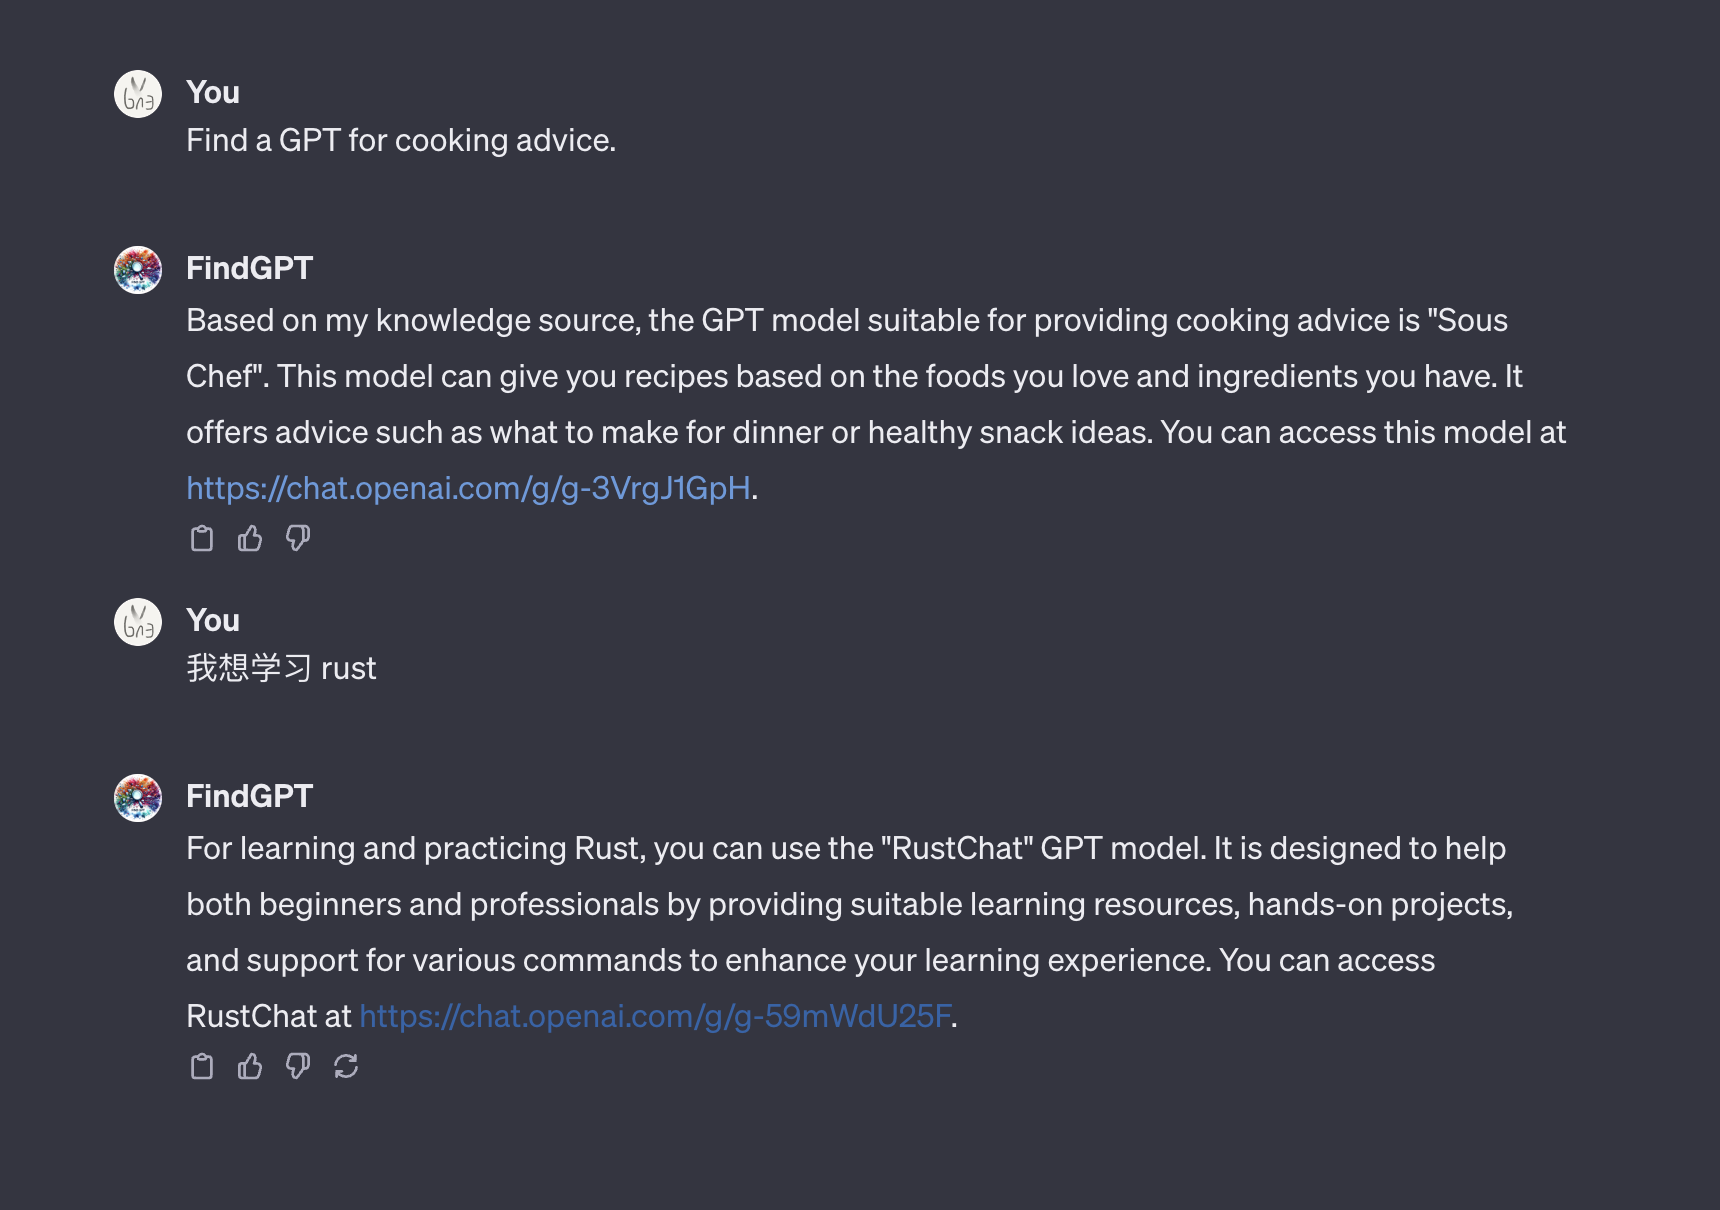 You
Find a GPT for cooking advice.
FindGPT
Based on my knowledge source, the GPT model suitable for providing cooking advice is "Sous
Chef". This model can give you recipes based on the foods you love and ingredients you have. It
offers advice such as what to make for dinner or healthy snack ideas. You can access this model at
https://chat.openai.com/g/g-3VrgJ1GpH.
You
我想学习 rust
FindGPT
For learning and practicing Rust, you can use the "RustChat" GPT model. It is designed to help
both beginners and professionals by providing suitable learning resources, hands-on projects,
and support for various commands to enhance your learning experience. You can access
RustChat at https://chat.openai.com/g/g-59mWdU25F.